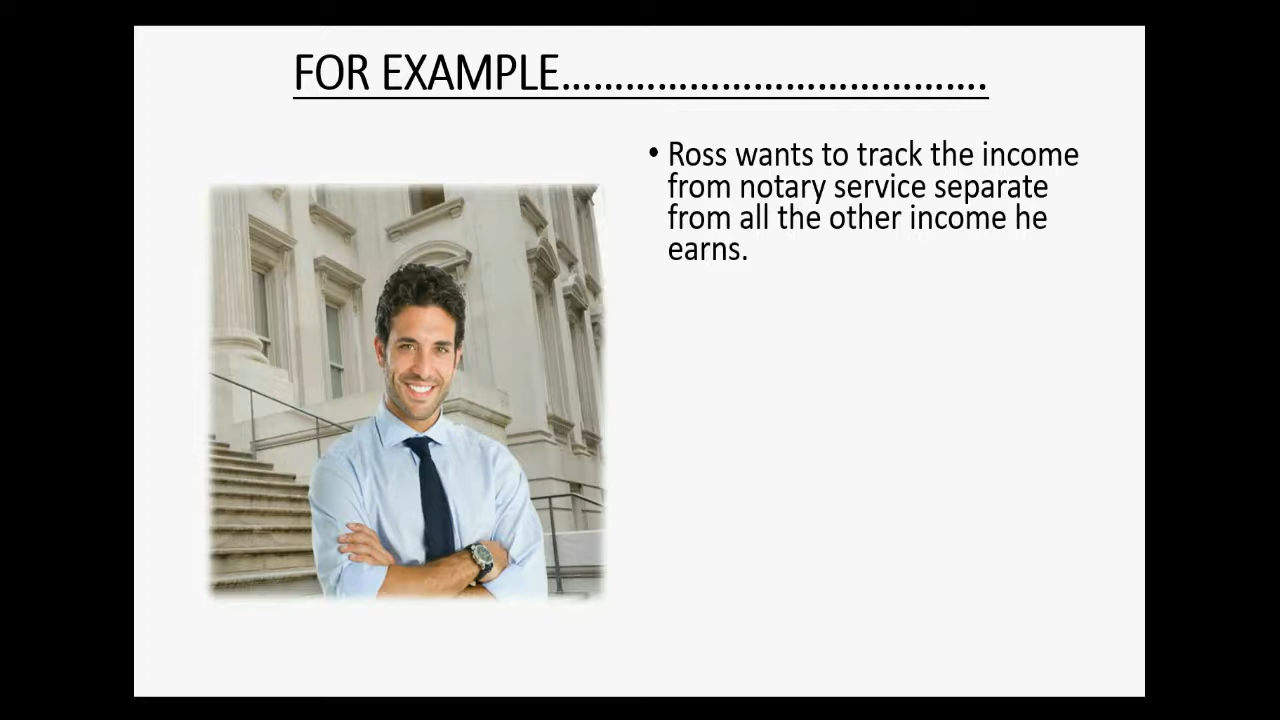 FOR EXAMPLE………………………………….
• Ross wants to track the income
from notary service separate
from all the other income he
earns.